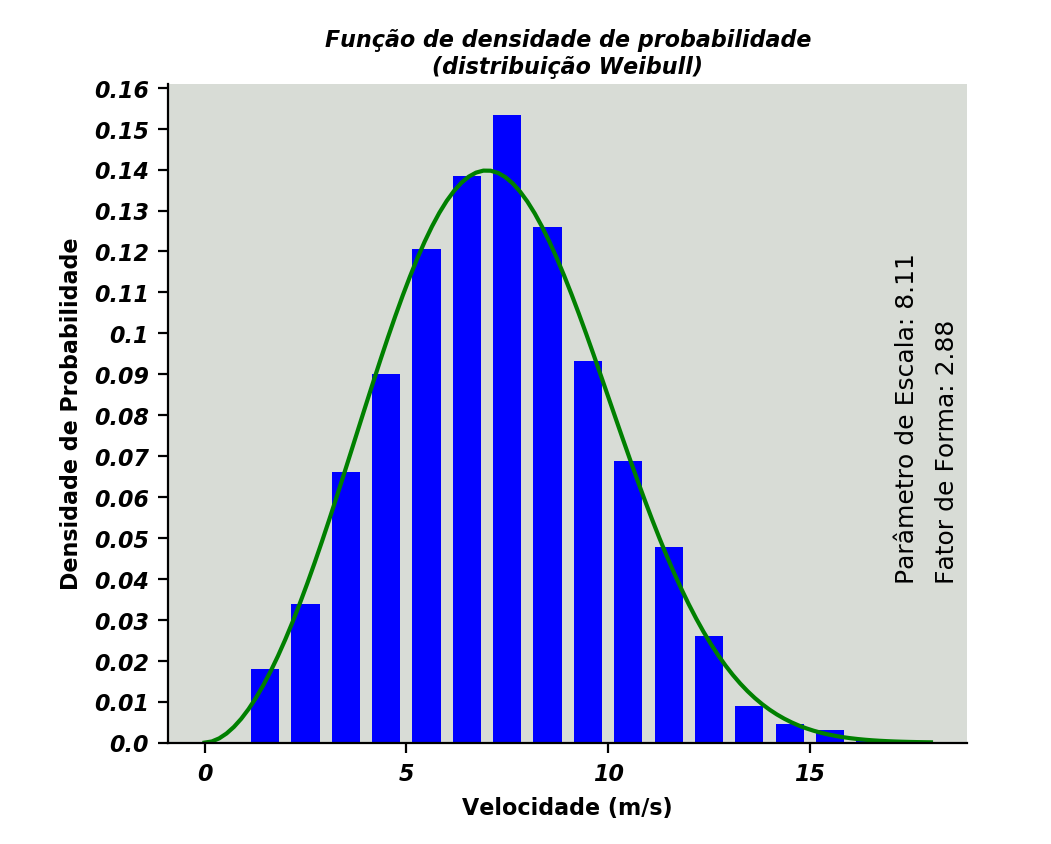 Função de densidade de probabilidade
(distribuição Weibull)
0.16
0.15
0.14
0.13
0.12
0.11
0.1
0.09
0.08
0.07
0.06
0.05
0.04
0.03
0.02
0.01
0.0
Densidade de Probabilidade
Parâmetro de Escala: 8.11
Fator de Forma: 2.88
0 5 10 15
Velocidade (m/s)